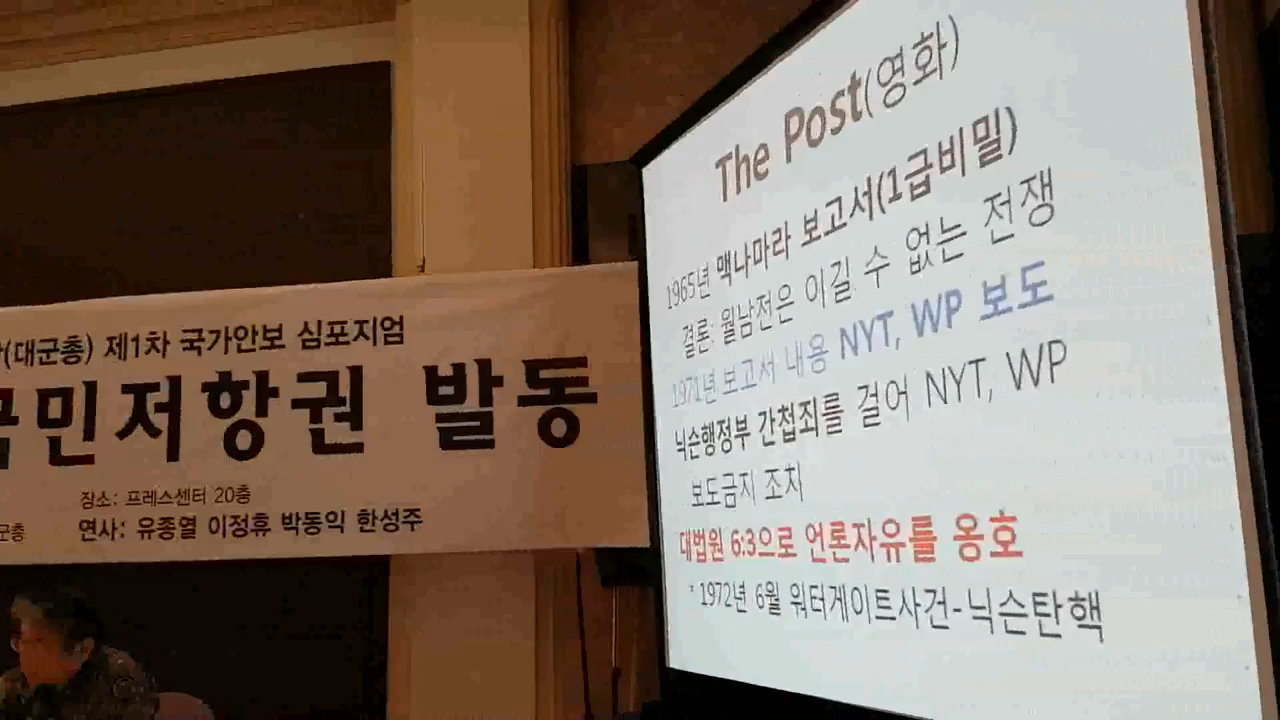 (대군총) 제1차 국가안보 심포지엄
국민저항권 발동
장소: 프레스센터 20층
군총
연사: 유종열 이정휴 박동익 한성주
The Post(영화)
1965년 맥나마라 보고서(1급비밀)
결론: 월남전은 이길 수 없는 전쟁
1971년 보고서 내용 NYT, WP 보도
닉슨행정부 간첩죄를 걸어 NYT, WP
보도금지 조치
대법원 6:3으로 언론자유를 옹호
* 1972년 6월 워터게이트사건-닉슨탄핵